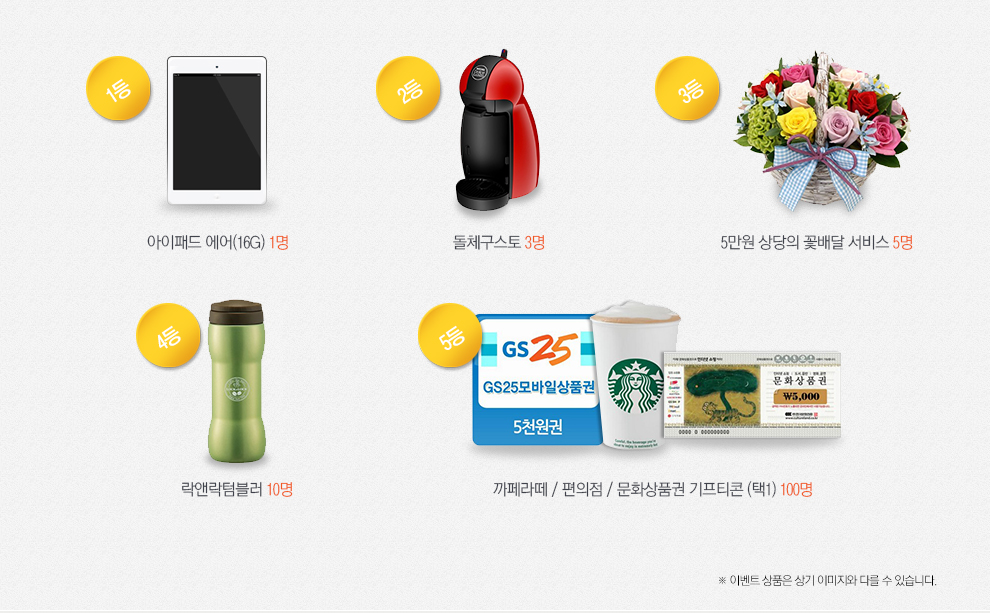 1등
2등
3등
아이패드 에어(16G) 1명
돌체구스토 3명
5만원 상당의 꽃배달 서비스 5명
4등
5등
GS25
GS25모바일상품권
5천원권
문화상품권
₩5,000
0000 0 000000000
락앤락텀블러 10명
까페라떼 / 편의점 / 문화상품권 기프티콘 (택1) 100명
※ 이벤트 상품은 상기 이미지와 다를 수 있습니다.